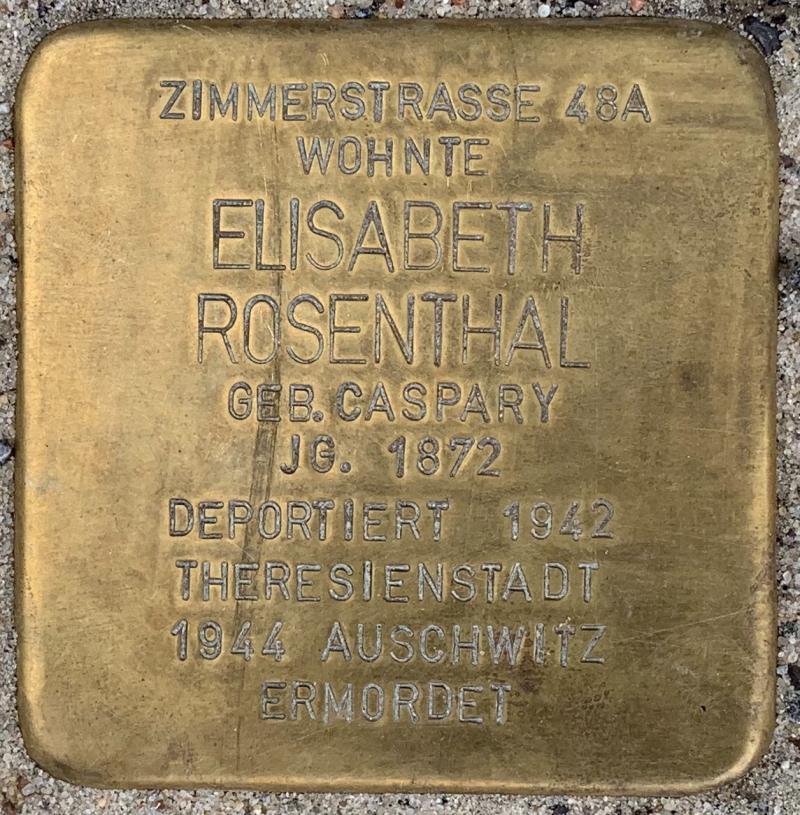 ZIMMERSTRASSE 48A
WOHNTE
ELISABETH
ROSENTHAL
GEB. CASPARY
JG. 1872
DEPORTIERT 1942
THERESIENSTADT
1944 AUSCHWITZ
ERMORDET